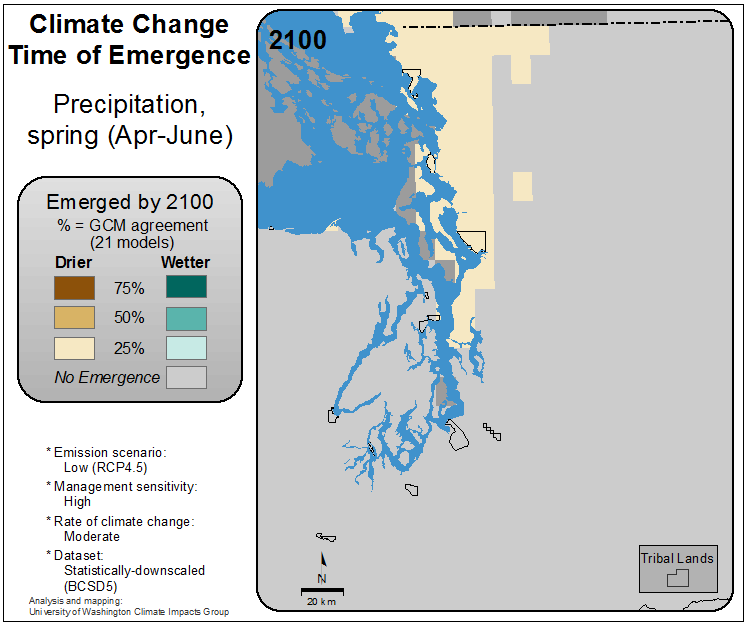 Climate Change
Time of Emergence
Precipitation,
spring (Apr-June)
Emerged by 2100
% = GCM agreement
(21 models)
Drier Wetter
75%
50%
25%
No Emergence
* Emission scenario:
Low (RCP4.5)
* Management sensitivity:
High
* Rate of climate change:
Moderate
* Dataset:
Statistically-downscaled
(BCSD5)
Analysis and mapping:
University of Washington Climate Impacts Group
2100
N
20 km
Tribal Lands